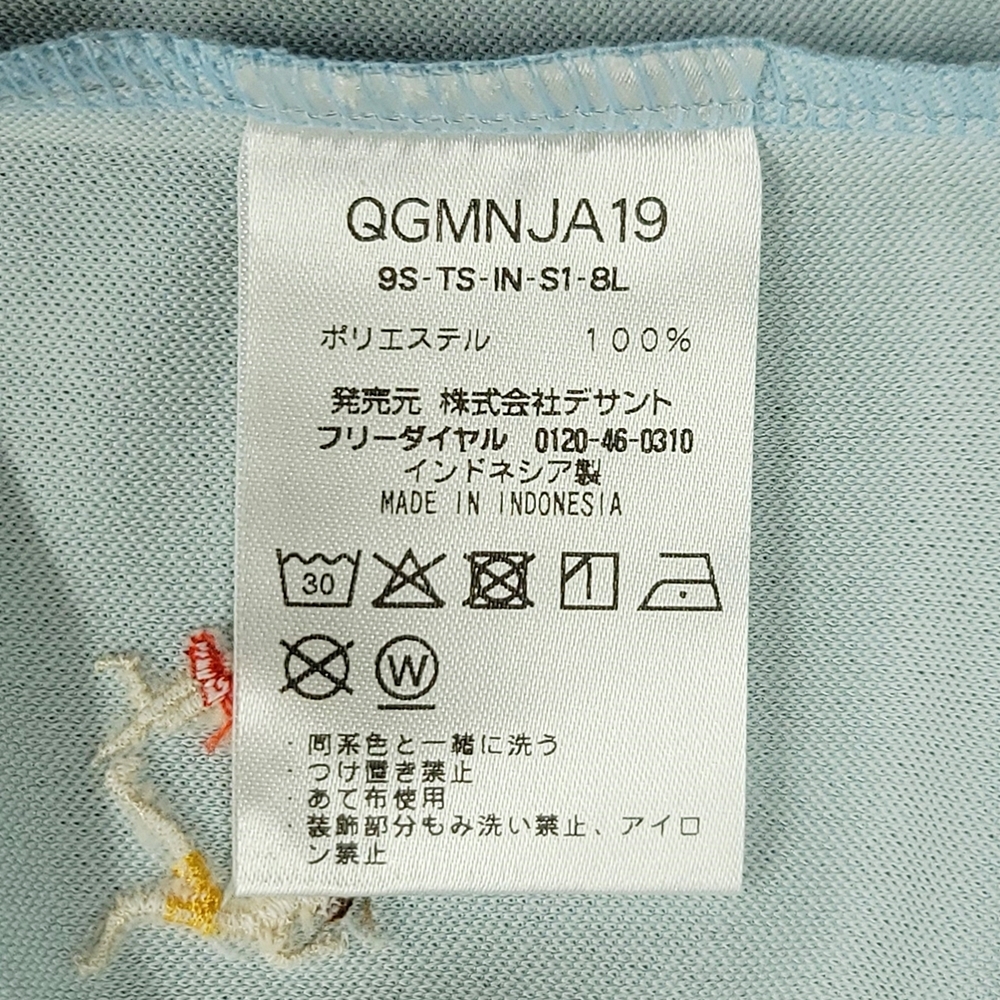 QGMNJA19
9S-TS-IN-S1-8L
ポリエステル 100%
発売元 株式会社デサント
フリーダイヤル 0120-46-0310
インドネシア製
MADE IN INDONESIA
30
W
・同系色と一緒に洗う
・つけ置き禁止
・あて布使用
・装飾部分もみ洗い禁止、アイロ
ン禁止